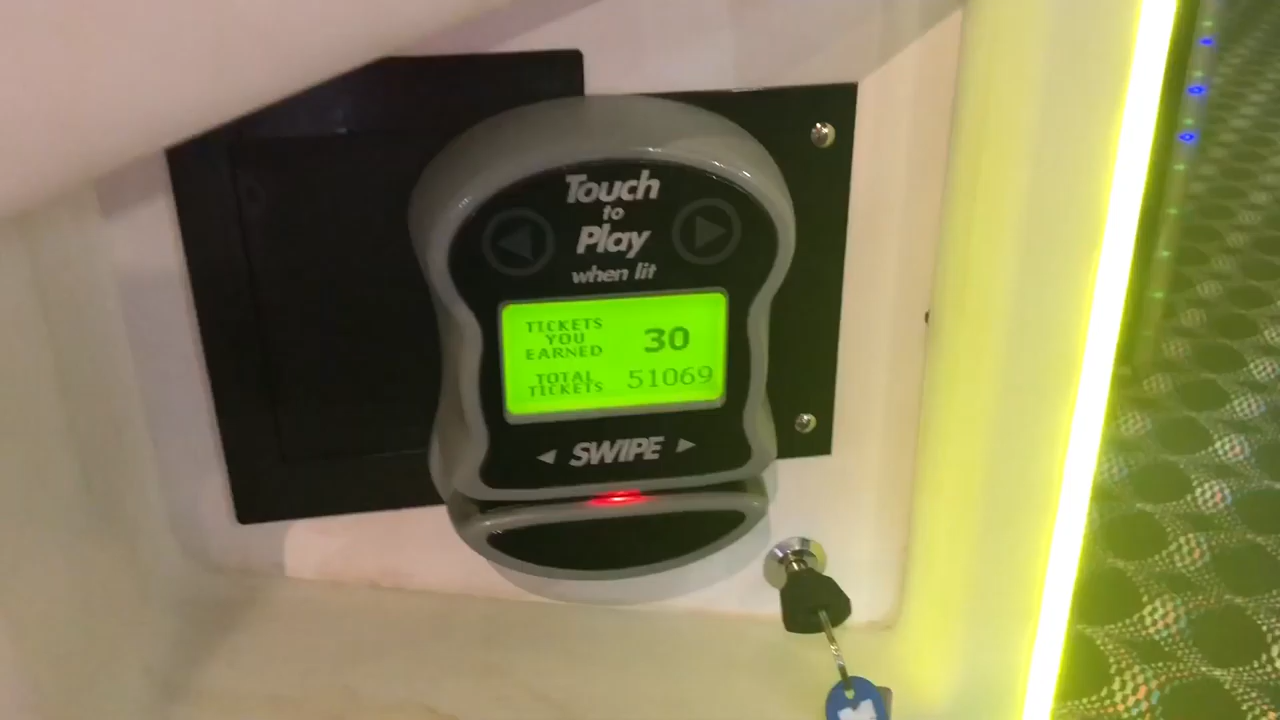 Touch
to
Play
when lit
TICKETS
YOU
EARNED
30
TOTAL
TICKETS
51069
SWIPE